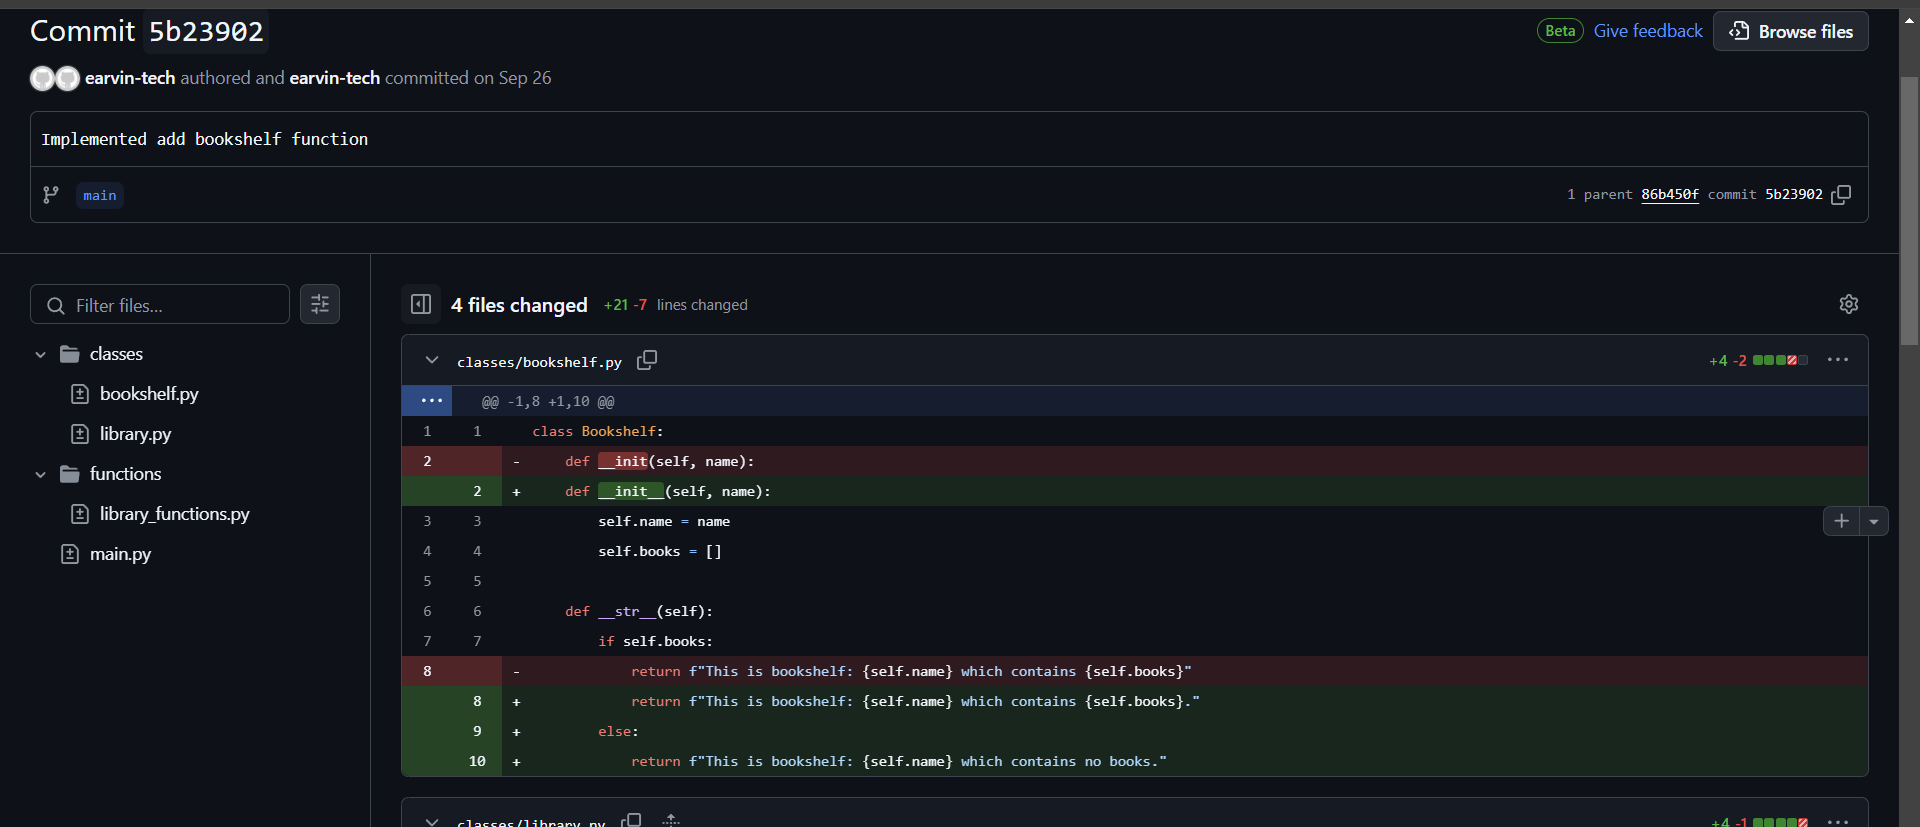 Commit 5b23902
Beta Give feedback Browse files
earvin-tech authored and earvin-tech committed on Sep 26
Implemented add bookshelf function
main
1 parent 86b450f commit 5b23902
Filter files...
classes
bookshelf.py
library.py
functions
library_functions.py
main.py
4 files changed +21 -7 lines changed
classes/bookshelf.py +4 -2
@@ -1,8 +1,10 @@
1 1 class Bookshelf:
2 - def __init(self, name):
2 + def __init__(self, name):
3 3 self.name = name
4 4 self.books = []
5 5
6 6 def __str__(self):
7 7 if self.books:
8 - return f"This is bookshelf: {self.name} which contains {self.books}"
8 + return f"This is bookshelf: {self.name} which contains {self.books}."
9 + else:
10 + return f"This is bookshelf: {self.name} which contains no books."
classes/library.py +4 -1